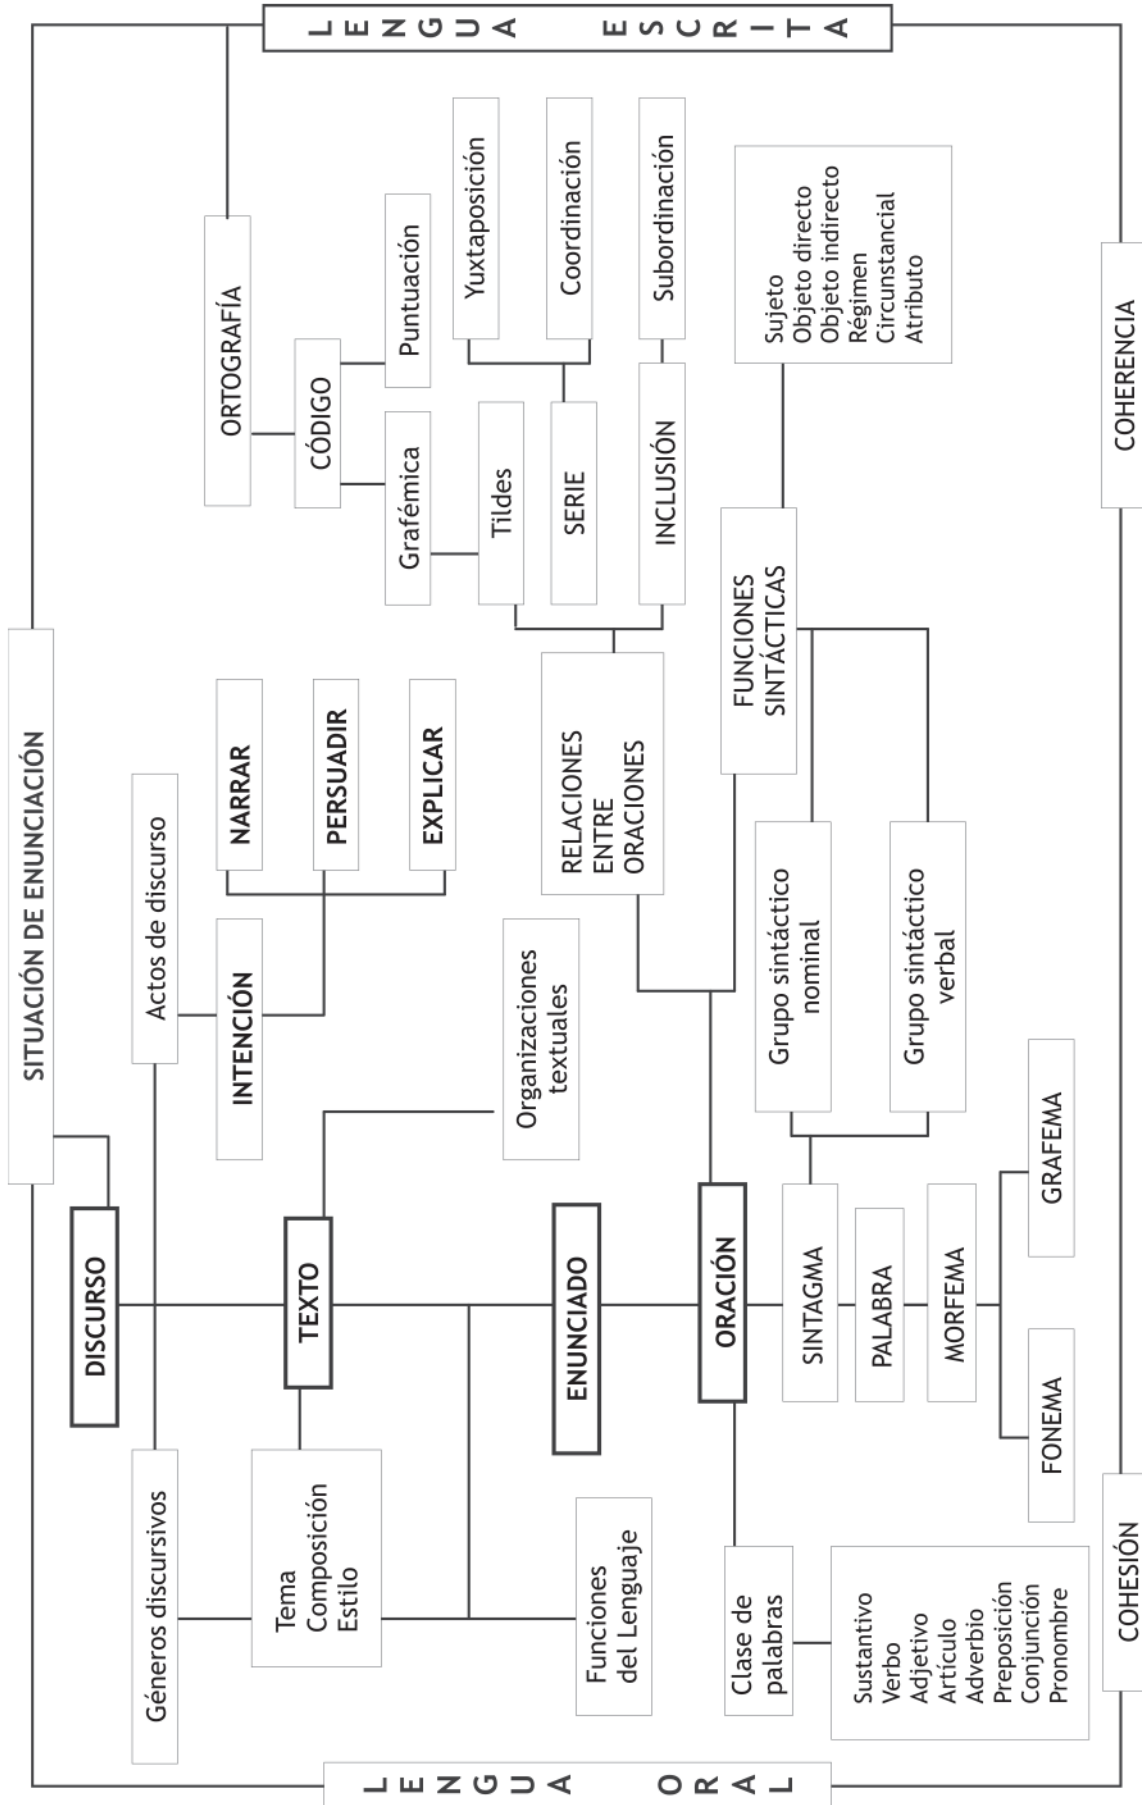 SITUACIÓN DE ENUNCIACIÓN
LENGUA ORAL
LENGUA ESCRITA
DISCURSO
Géneros discursivos
Actos de discurso
ORTOGRAFÍA
INTENCIÓN
NARRAR
PERSUADIR
EXPLICAR
CÓDIGO
Grafémica
Puntuación
Tildes
TEXTO
Tema
Composición
Estilo
Organizaciones
textuales
Funciones
del Lenguaje
ENUNCIADO
RELACIONES
ENTRE
ORACIONES
SERIE
Yuxtaposición
Coordinación
INCLUSIÓN
Subordinación
ORACIÓN
Clase de
palabras
Sustantivo
Verbo
Adjetivo
Artículo
Adverbio
Preposición
Conjunción
Pronombre
FUNCIONES
SINTÁCTICAS
Sujeto
Objeto directo
Objeto indirecto
Régimen
Circunstancial
Atributo
SINTAGMA
Grupo sintáctico
nominal
Grupo sintáctico
verbal
PALABRA
MORFEMA
FONEMA
GRAFEMA
COHESIÓN
COHERENCIA